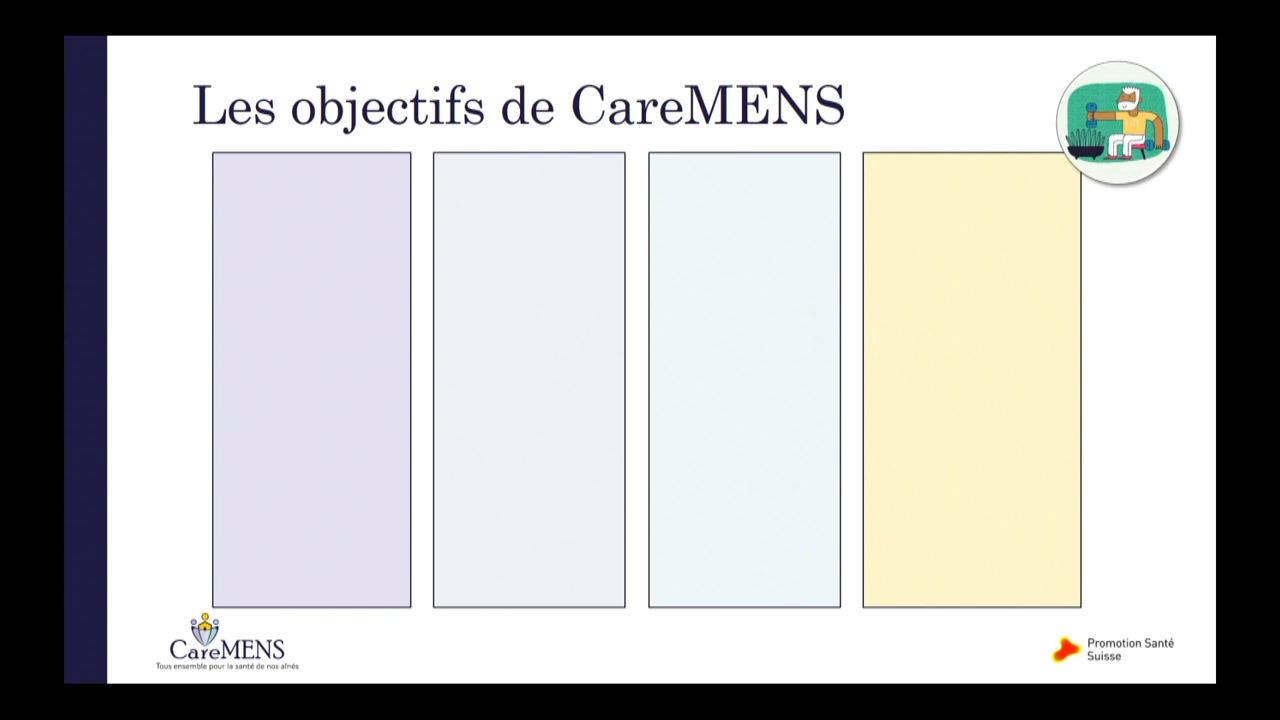 Les objectifs de CareMENS
CareMENS
Tous ensemble pour la santé de nos aînés
Promotion Santé
Suisse